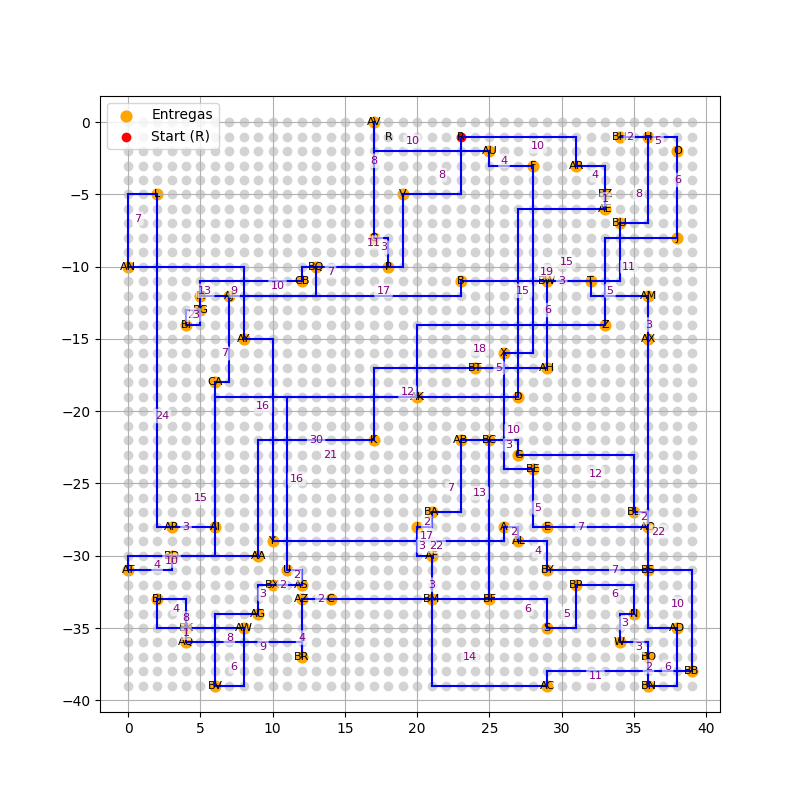 Entregas
Start (R)
AV
R
10
R
10
BH
2
H
5
O
AU
4
F
AR
4
8
8
6
L
V
BZ
1
AE
8
BU
7
11
3
AN
P
BQ
7
CB
10
15
11
19
B
BW
3
T
5
AM
13
9
17
15
6
3
BG
BI
Z
AX
AY
7
18
X
BT
5
AH
CA
16
12
D
K
30
21
10
AB
BC
3
G
24
12
BE
16
7
13
15
BA
2
5
BL
2
AP
3
AI
17
A
2
E
7
22
Y
3
22
AL
4
AA
AF
10
AT
4
U
2
BY
7
BS
BX
2
AS
3
3
BP
6
BJ
4
AZ
2
C
BM
BF
6
5
10
8
AG
N
3
AW
S
AD
1
AQ
8
9
4
W
3
BR
14
BO
2
6
6
11
BB
BV
AC
BN
0
−5
−10
−15
−20
−25
−30
−35
−40
0
5
10
15
20
25
30
35
40